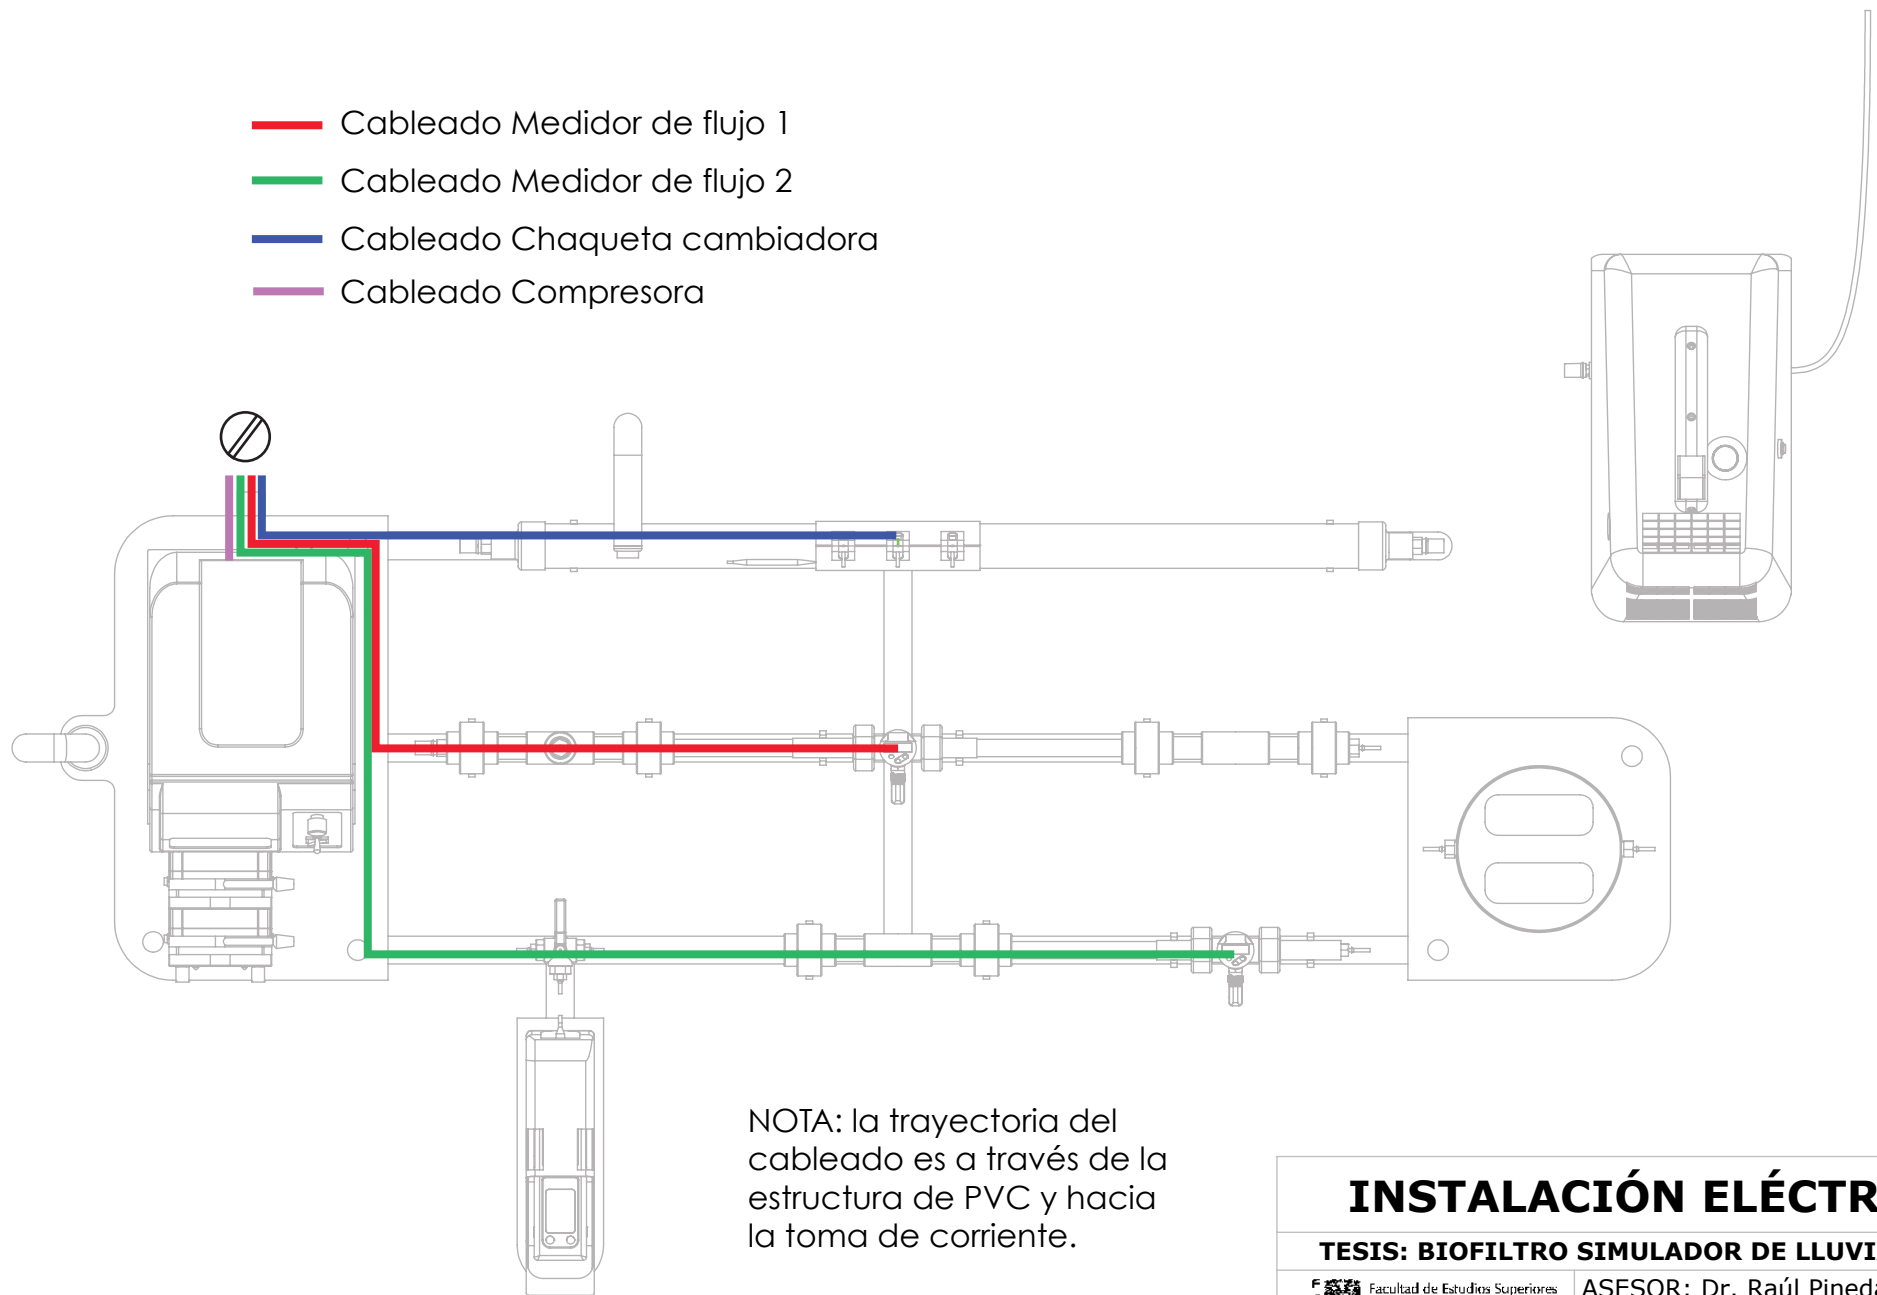 Cableado Medidor de flujo 1
Cableado Medidor de flujo 2
Cableado Chaqueta cambiadora
Cableado Compresora
NOTA: la trayectoria del
cableado es a través de la
estructura de PVC y hacia
la toma de corriente.
INSTALACIÓN ELÉCTR
TESIS: BIOFILTRO SIMULADOR DE LLUVI
Facultad de Estudios Superiores
ASESOR: Dr. Raúl Pineda